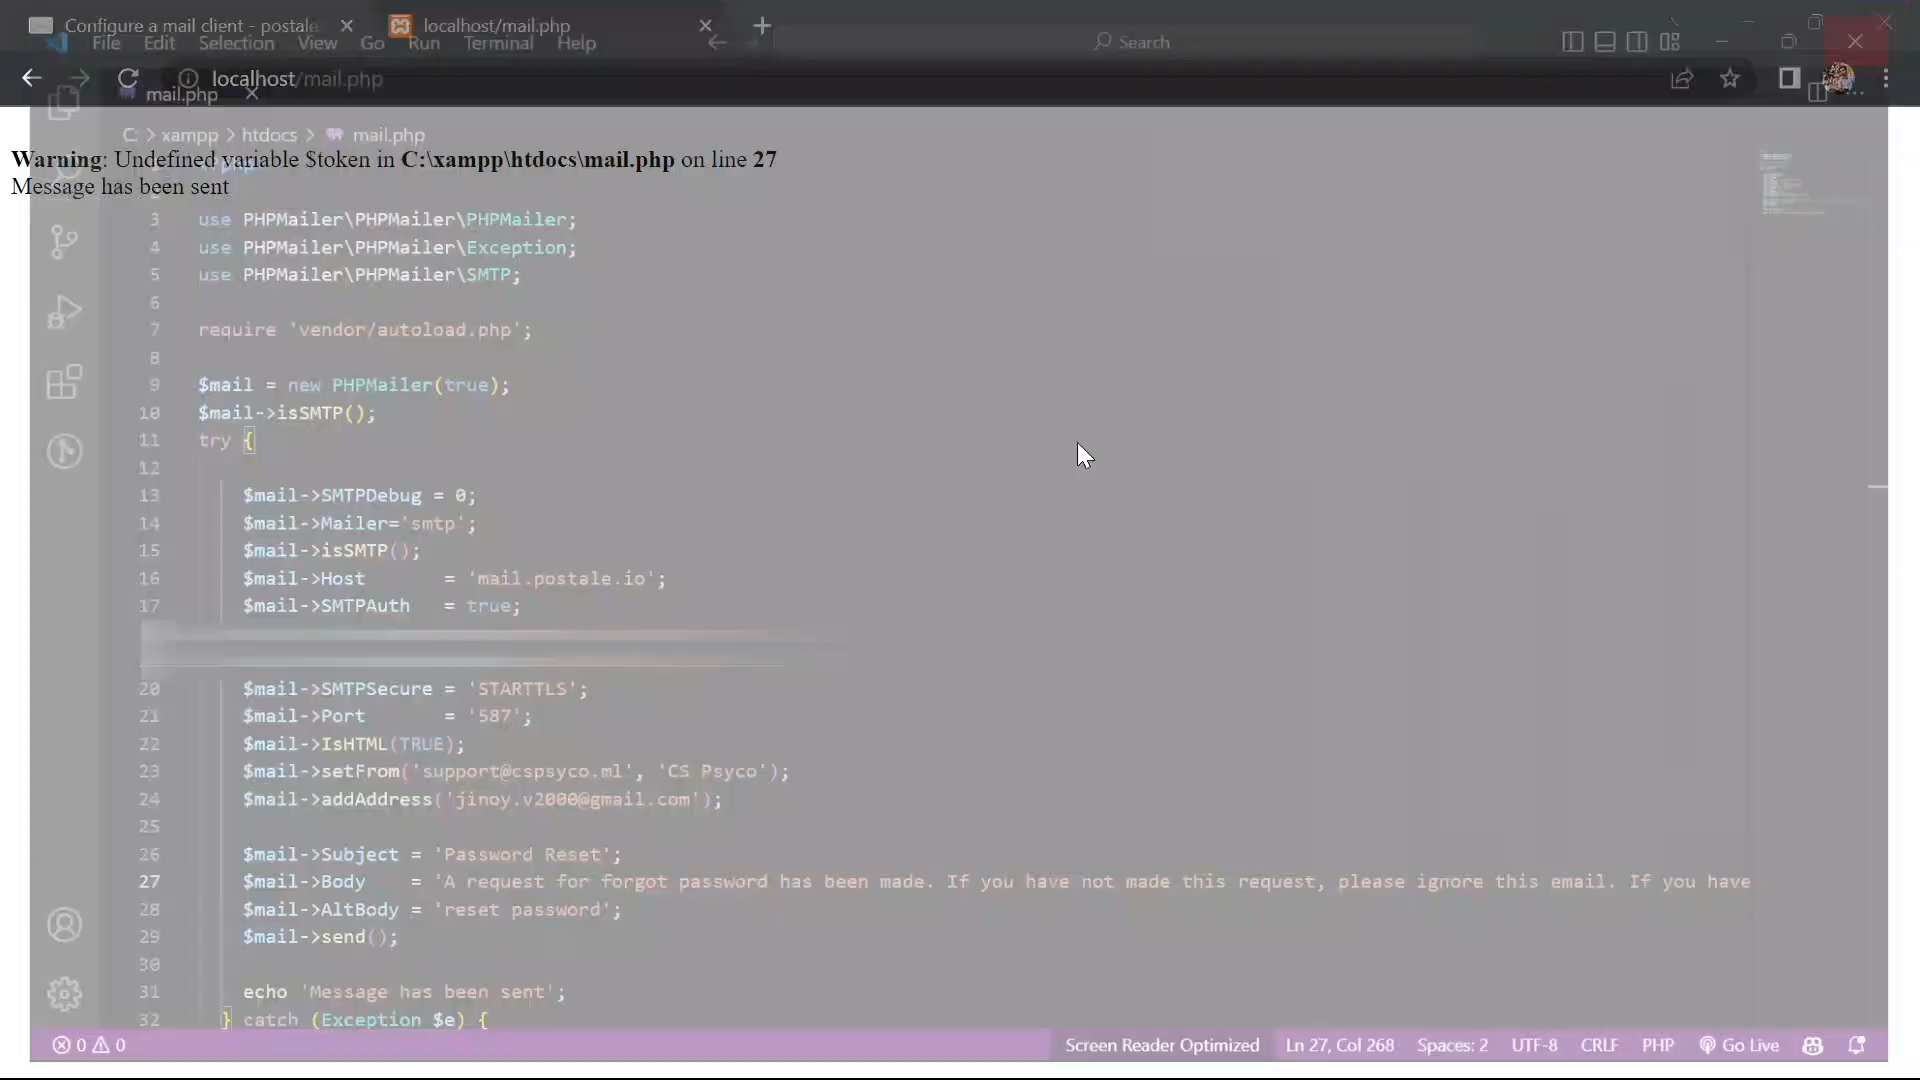 Configure a mail client - postale
localhost/mail.php
File Edit Selection View Go Run Terminal Help
Search
localhost/mail.php
mail.php
C: > xampp > htdocs > mail.php
Warning: Undefined variable $token in C:\xampp\htdocs\mail.php on line 27
Message has been sent
3 use PHPMailer\PHPMailer\PHPMailer;
4 use PHPMailer\PHPMailer\Exception;
5 use PHPMailer\PHPMailer\SMTP;
6
7 require 'vendor/autoload.php';
8
9 $mail = new PHPMailer(true);
10 $mail->isSMTP();
11 try {
12
13 $mail->SMTPDebug = 0;
14 $mail->Mailer='smtp';
15 $mail->isSMTP();
16 $mail->Host = 'mail.postale.io';
17 $mail->SMTPAuth = true;
20 $mail->SMTPSecure = 'STARTTLS';
21 $mail->Port = '587';
22 $mail->IsHTML(TRUE);
23 $mail->setFrom('support@cspsyco.ml', 'CS Psyco');
24 $mail->addAddress('jinoy.v2000@gmail.com');
25
26 $mail->Subject = 'Password Reset';
27 $mail->Body = 'A request for forgot password has been made. If you have not made this request, please ignore this email. If you have
28 $mail->AltBody = 'reset password';
29 $mail->send();
30
31 echo 'Message has been sent';
32 } catch (Exception $e) {
0 0 Screen Reader Optimized Ln 27, Col 268 Spaces: 2 UTF-8 CRLF PHP Go Live